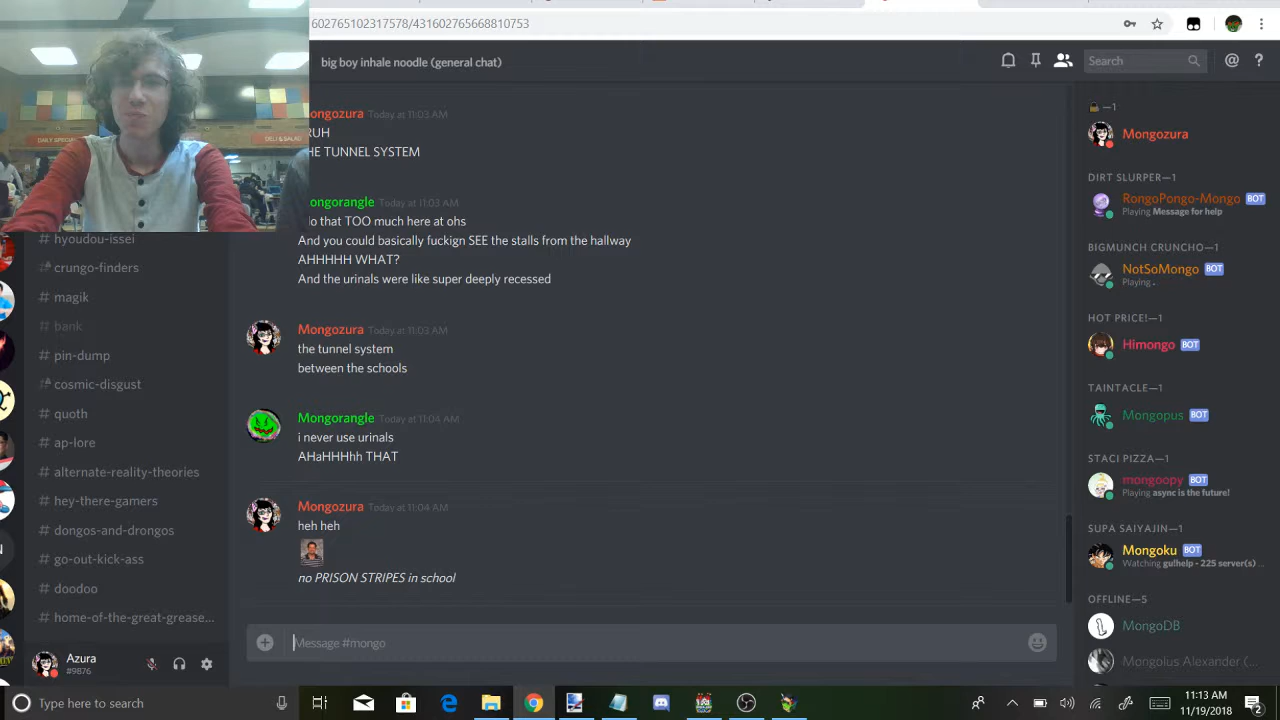 602765102317578/431602765668810753
big boy inhale noodle (general chat)
Search
ongozura Today at 11:03 AM
RUH
HE TUNNEL SYSTEM
ongorangle Today at 11:03 AM
o that TOO much here at ohs
And you could basically fuckign SEE the stalls from the hallway
AHHHHH WHAT?
And the urinals were like super deeply recessed
Mongozura Today at 11:03 AM
the tunnel system
between the schools
Mongorangle Today at 11:04 AM
i never use urinals
AHaHHHhh THAT
Mongozura Today at 11:04 AM
heh heh
no PRISON STRIPES in school
Message #mongo
DAILY SPECIAL
DELI & SALAD
# hyoudou-issei
crungo-finders
# magik
# bank
# pin-dump
cosmic-disgust
# quoth
# ap-lore
# alternate-reality-theories
# hey-there-gamers
# dongos-and-drongos
# go-out-kick-ass
# doodoo
# home-of-the-great-grease...
Azura
#9876
—1
Mongozura
DIRT SLURPER—1
RongoPongo-Mongo BOT
Playing Message for help
BIGMUNCH CRUNCHO—1
NotSoMongo BOT
Playing .
HOT PRICE!—1
Himongo BOT
TAINTACLE—1
Mongopus BOT
STACI PIZZA—1
mongoopy BOT
Playing async is the future!
SUPA SAIYAJIN—1
Mongoku BOT
Watching gu!help - 225 server(s) ...
OFFLINE—5
MongoDB
Mongolus Alexander (...
Type here to search
11:13 AM
11/19/2018
2